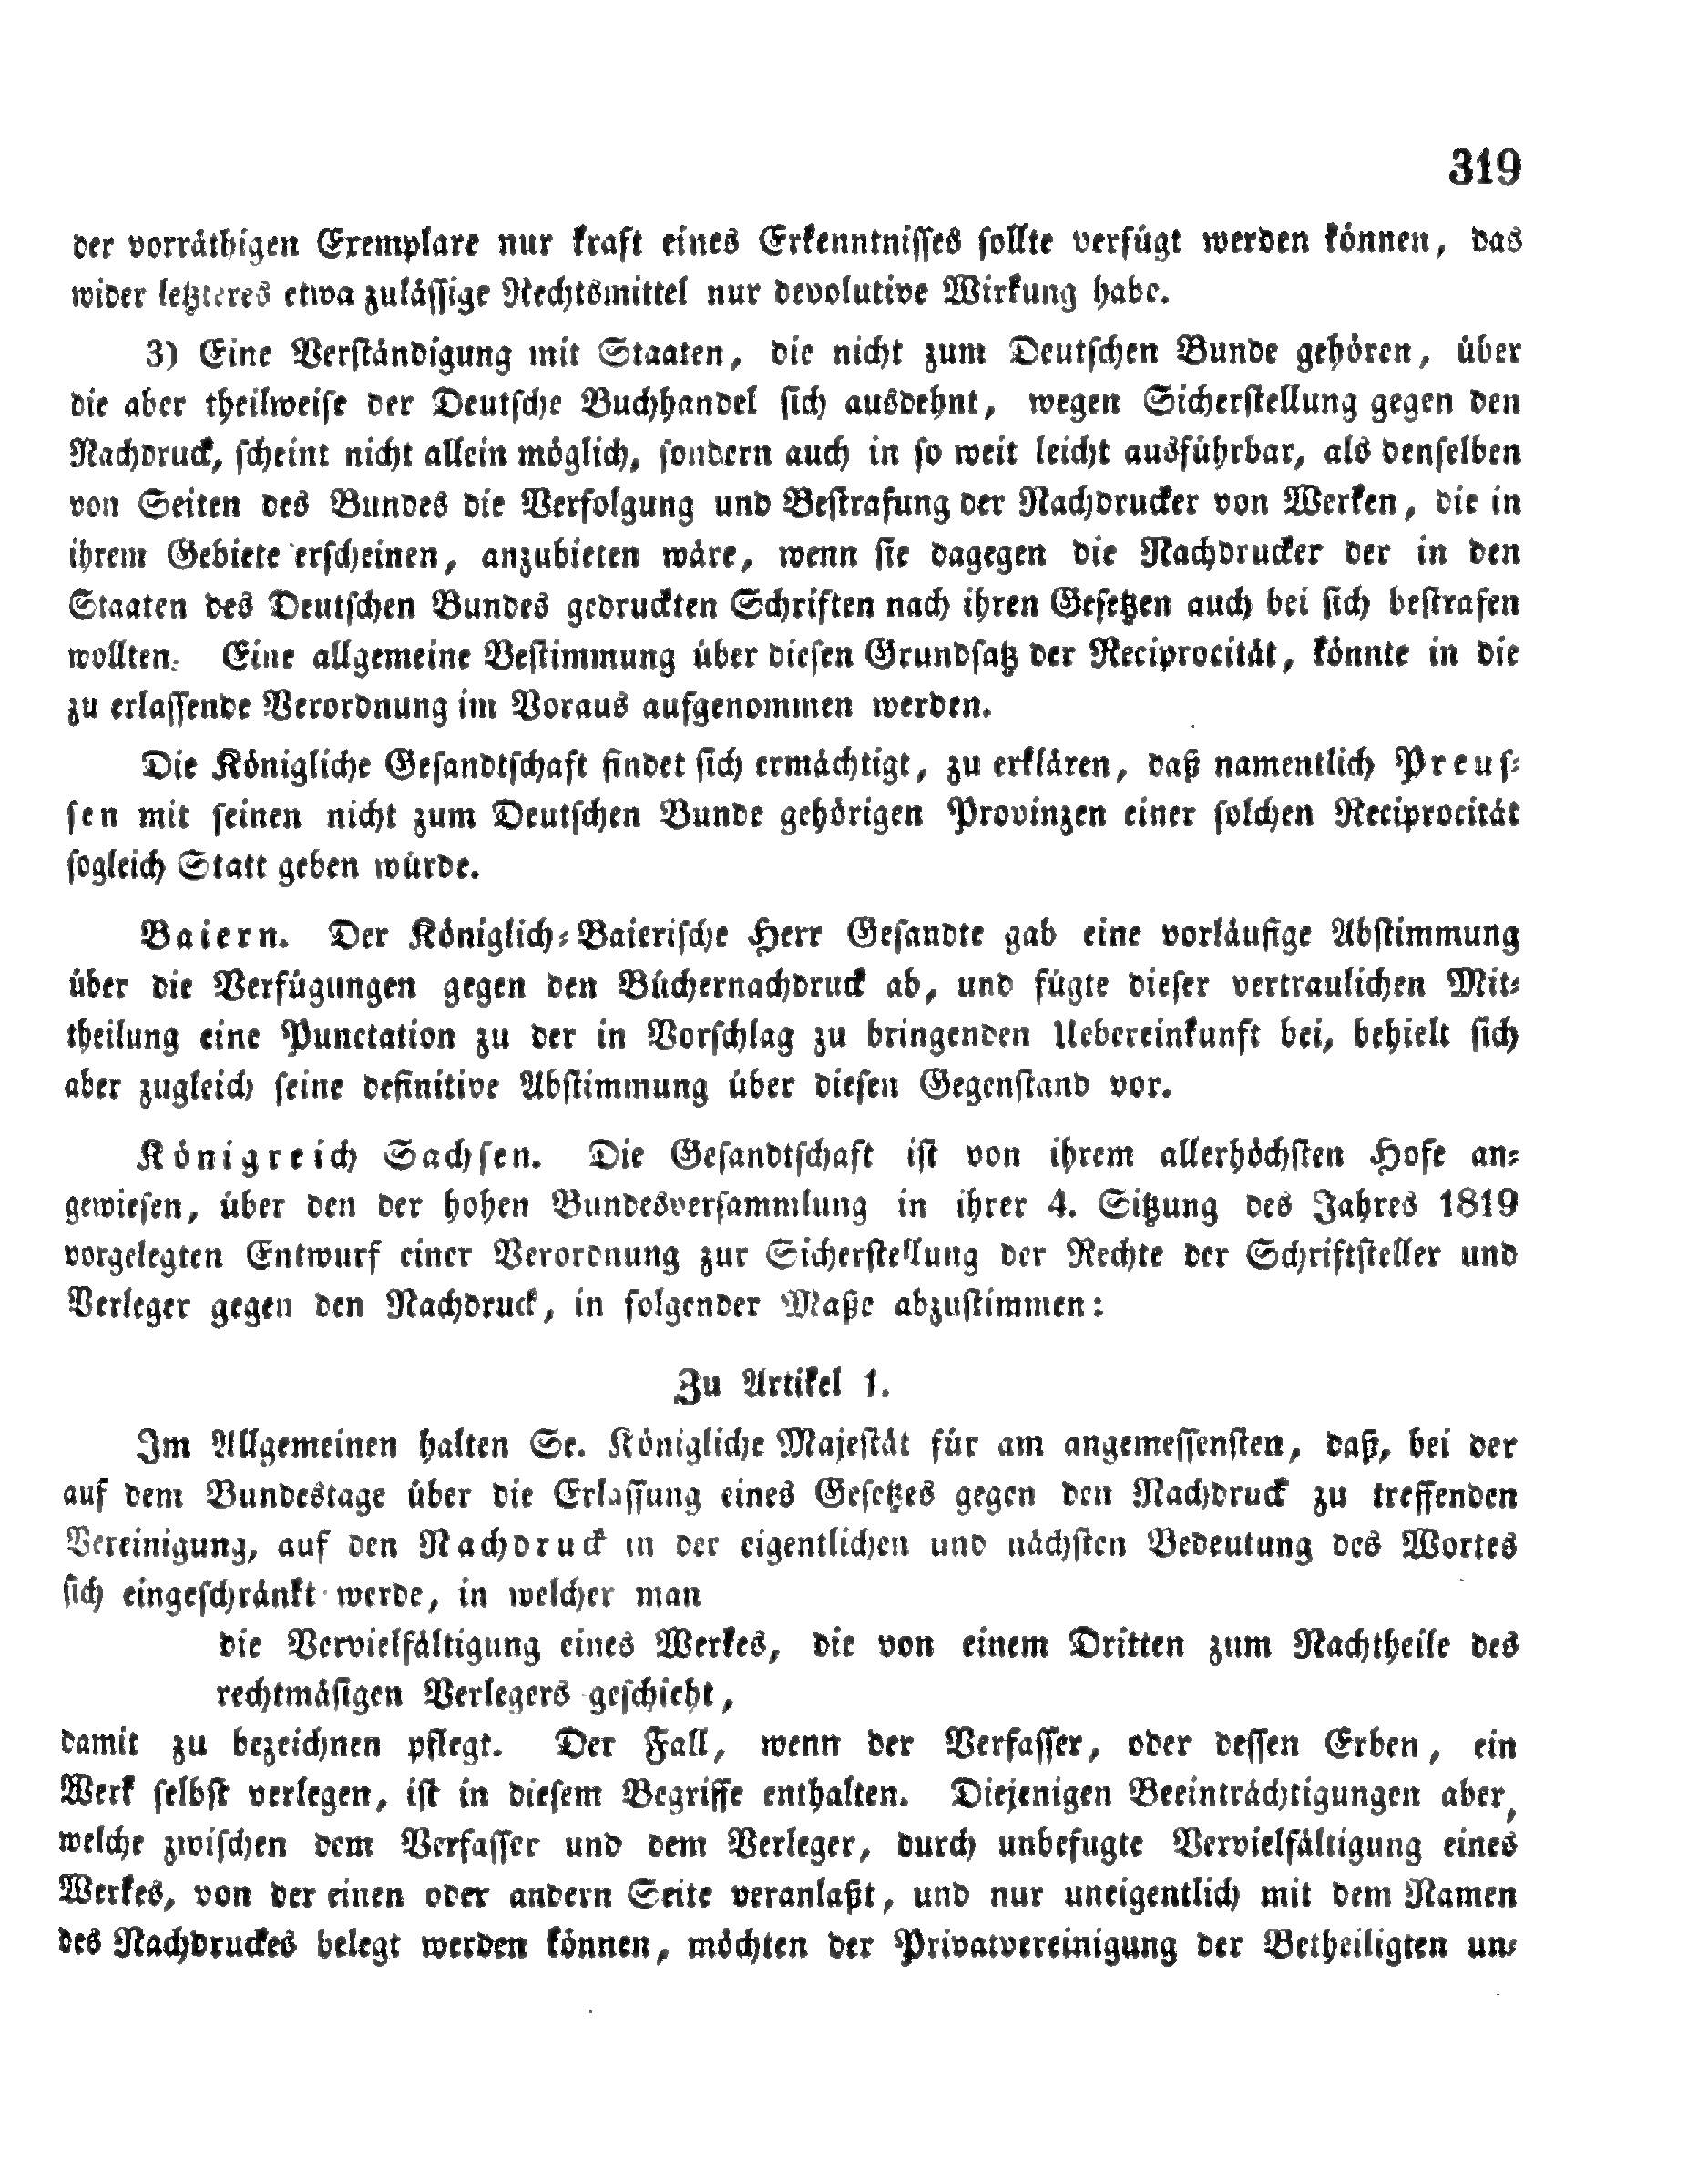 319
der vorräthigen Exemplare nur kraft eines Erkenntnisses sollte verfügt werden können, das
wider letzteres etwa zulässige Rechtsmittel nur devolutive Wirkung habe.
3) Eine Verständigung mit Staaten, die nicht zum Deutschen Bunde gehören, über
die aber theilweise der Deutsche Buchhandel sich ausdehnt, wegen Sicherstellung gegen den
Nachdruck, scheint nicht allein möglich, sondern auch in so weit leicht ausführbar, als denselben
von Seiten des Bundes die Verfolgung und Bestrafung der Nachdrucker von Werken, die in
ihrem Gebiete erscheinen, anzubieten wäre, wenn sie dagegen die Nachdrucker der in den
Staaten des Deutschen Bundes gedruckten Schriften nach ihren Gesetzen auch bei sich bestrafen
wollten. Eine allgemeine Bestimmung über diesen Grundsatz der Reciprocität, könnte in die
zu erlassende Verordnung im Voraus aufgenommen werden.
Die Königliche Gesandtschaft findet sich ermächtigt, zu erklären, daß namentlich Preus-
sen mit seinen nicht zum Deutschen Bunde gehörigen Provinzen einer solchen Reciprocität
sogleich Statt geben würde.
Baiern. Der Königlich-Baierische Herr Gesandte gab eine vorläufige Abstimmung
über die Verfügungen gegen den Büchernachdruck ab, und fügte dieser vertraulichen Mit-
theilung eine Punctation zu der in Vorschlag zu bringenden Uebereinkunft bei, behielt sich
aber zugleich seine definitive Abstimmung über diesen Gegenstand vor.
Königreich Sachsen. Die Gesandtschaft ist von ihrem allerhöchsten Hofe an-
gewiesen, über den der hohen Bundesversammlung in ihrer 4. Sitzung des Jahres 1819
vorgelegten Entwurf einer Verordnung zur Sicherstellung der Rechte der Schriftsteller und
Verleger gegen den Nachdruck, in folgender Maße abzustimmen:
Zu Artikel 1.
Im Allgemeinen halten Se. Königliche Majestät für am angemessensten, daß, bei der
auf dem Bundestage über die Erlassung eines Gesetzes gegen den Nachdruck zu treffenden
Vereinigung, auf den Nachdruck in der eigentlichen und nächsten Bedeutung des Wortes
sich eingeschränkt werde, in welcher man
die Vervielfältigung eines Werkes, die von einem Dritten zum Nachtheile des
rechtmäsigen Verlegers geschieht,
damit zu bezeichnen pflegt. Der Fall, wenn der Verfasser, oder dessen Erben, ein
Werk selbst verlegen, ist in diesem Begriffe enthalten. Diejenigen Beeinträchtigungen aber,
welche zwischen dem Verfasser und dem Verleger, durch unbefugte Vervielfältigung eines
Werkes, von der einen oder andern Seite veranlaßt, und nur uneigentlich mit dem Namen
des Nachdruckes belegt werden können, möchten der Privatvereinigung der Betheiligten un-